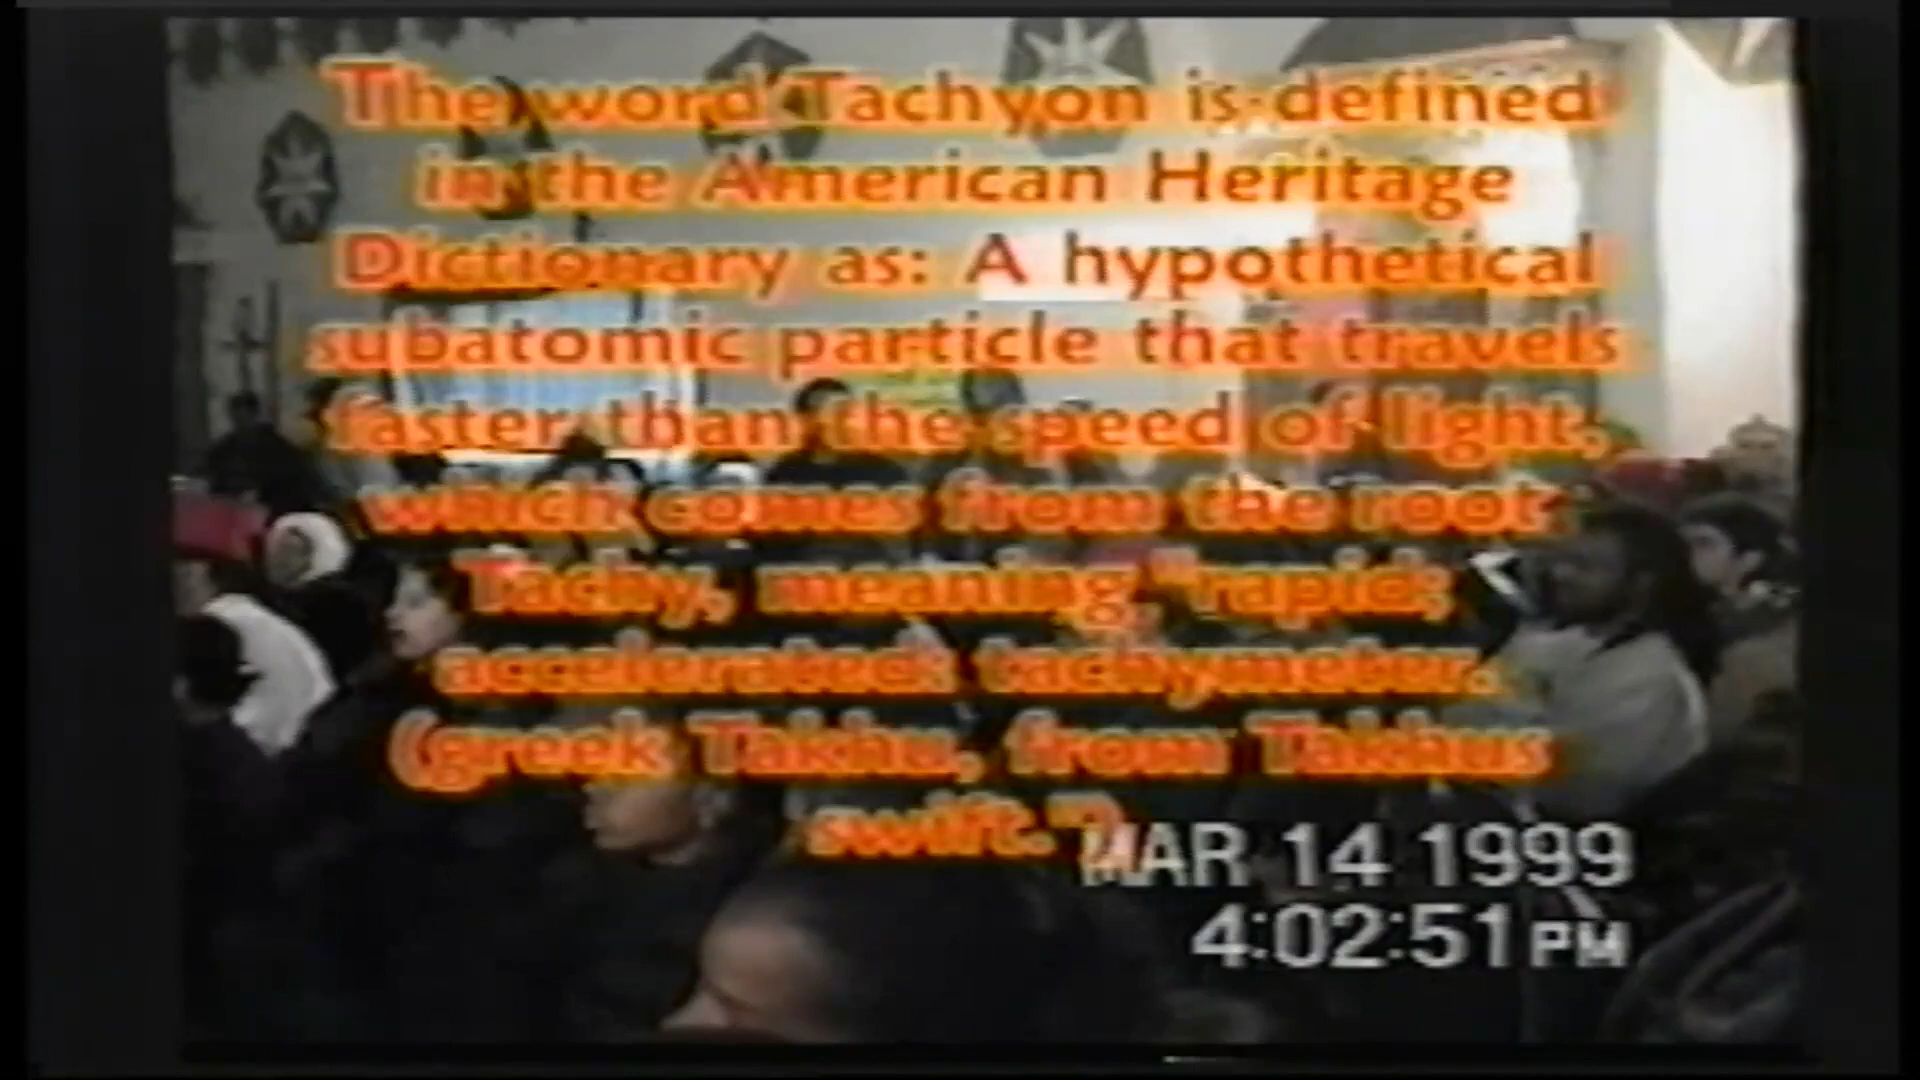 The word Tachyon is defined
in the American Heritage
Dictionary as: A hypothetical
subatomic particle that travels
faster than the speed of light,
which comes from the root
Tachy, meaning "rapid;
accelerated: tachymeter.
(greek Takhu, from Takhus
swift.")
MAR 14 1999
4:02:51 PM